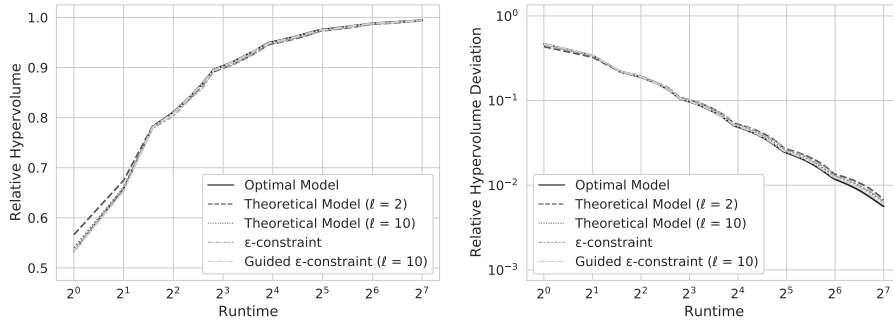 1.0
0.9
0.8
0.7
0.6
0.5
Relative Hypervolume
Optimal Model
Theoretical Model (ℓ = 2)
Theoretical Model (ℓ = 10)
ε-constraint
Guided ε-constraint (ℓ = 10)
2⁰ 2¹ 2² 2³ 2⁴ 2⁵ 2⁶ 2⁷
Runtime
10⁰
10⁻¹
10⁻²
10⁻³
Relative Hypervolume Deviation
Optimal Model
Theoretical Model (ℓ = 2)
Theoretical Model (ℓ = 10)
ε-constraint
Guided ε-constraint (ℓ = 10)
2⁰ 2¹ 2² 2³ 2⁴ 2⁵ 2⁶ 2⁷
Runtime